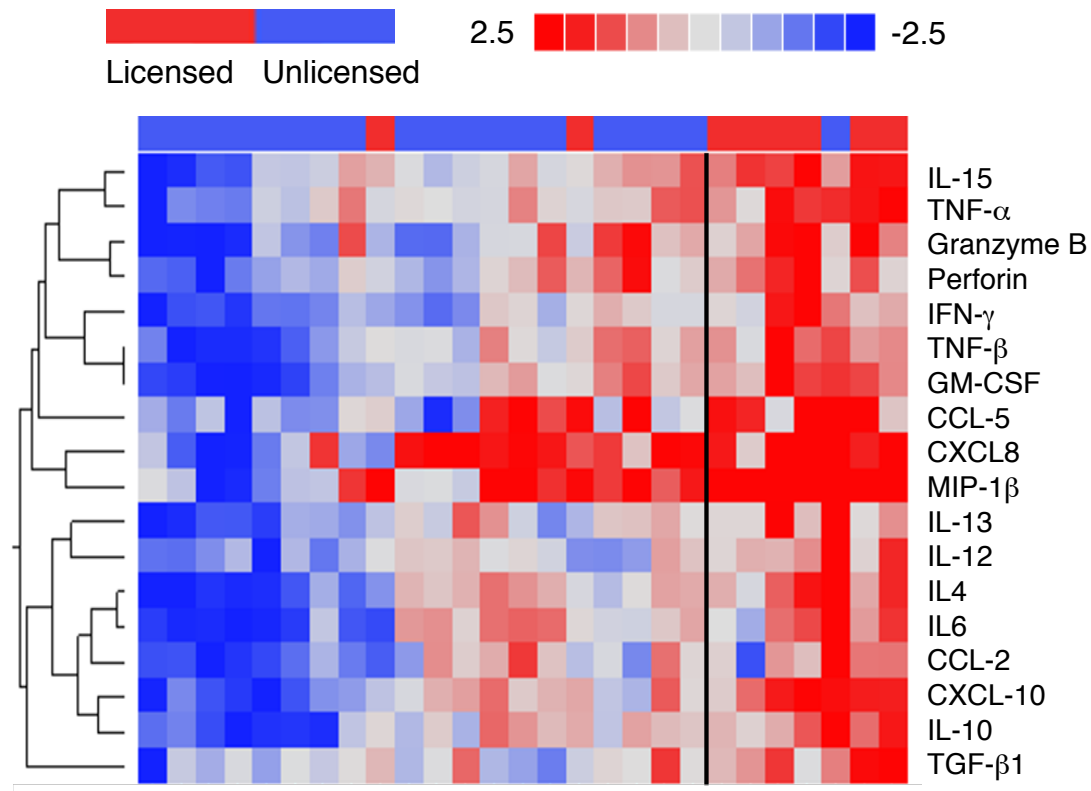 2.5 -2.5
Licensed Unlicensed
IL-15
TNF-α
Granzyme B
Perforin
IFN-γ
TNF-β
GM-CSF
CCL-5
CXCL8
MIP-1β
IL-13
IL-12
IL4
IL6
CCL-2
CXCL-10
IL-10
TGF-β1